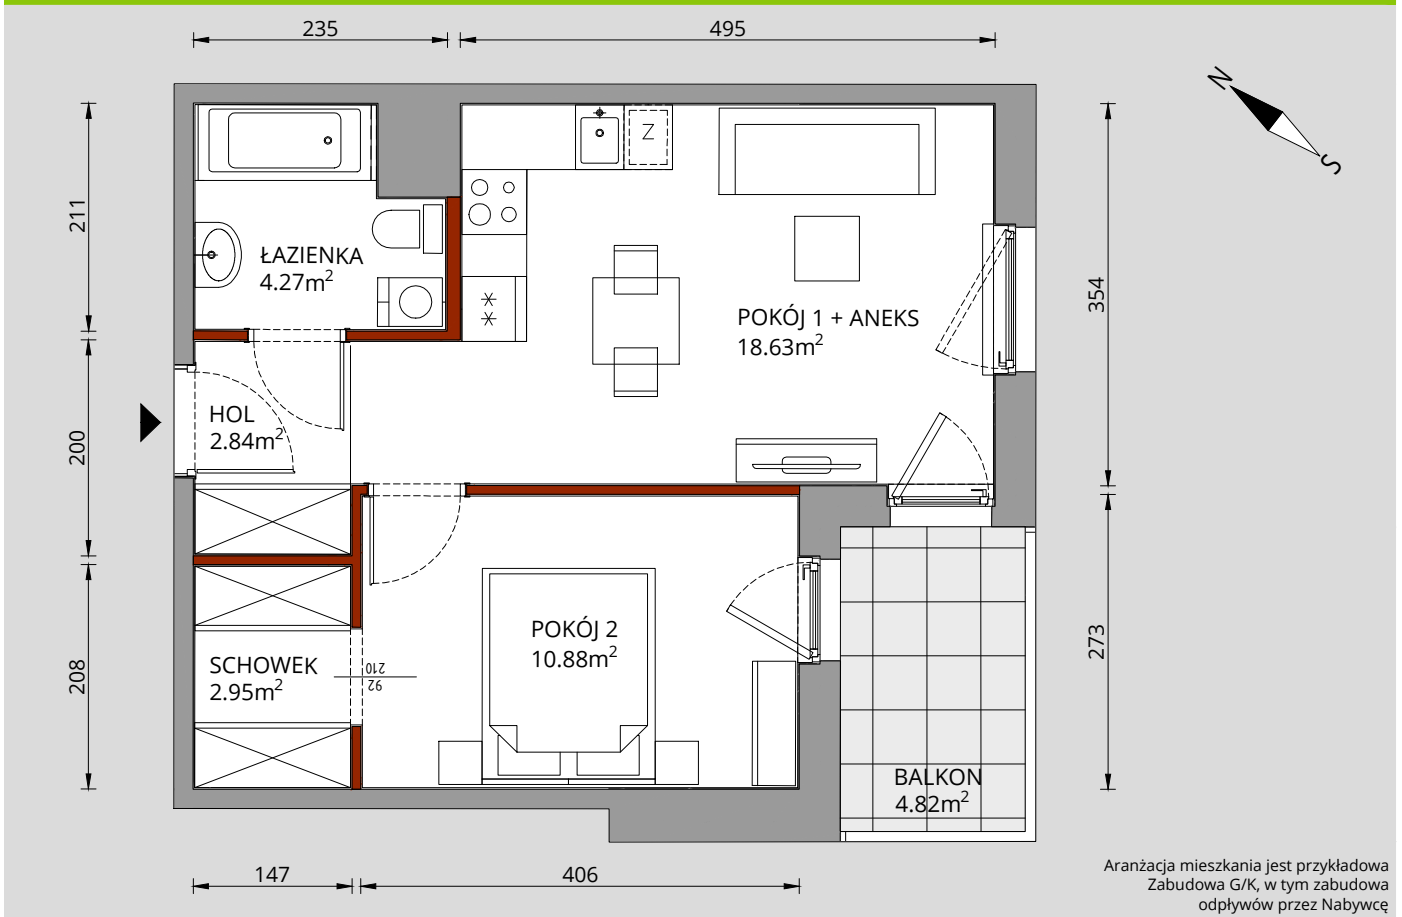 235
495
N
S
211
Z
ŁAZIENKA
4.27m²
**
POKÓJ 1 + ANEKS
18.63m²
354
HOL
2.84m²
200
SCHOWEK
2.95m²
210
92
POKÓJ 2
10.88m²
208
273
BALKON
4.82m²
147
406
Aranżacja mieszkania jest przykładowa
Zabudowa G/K, w tym zabudowa
odpływów przez Nabywcę